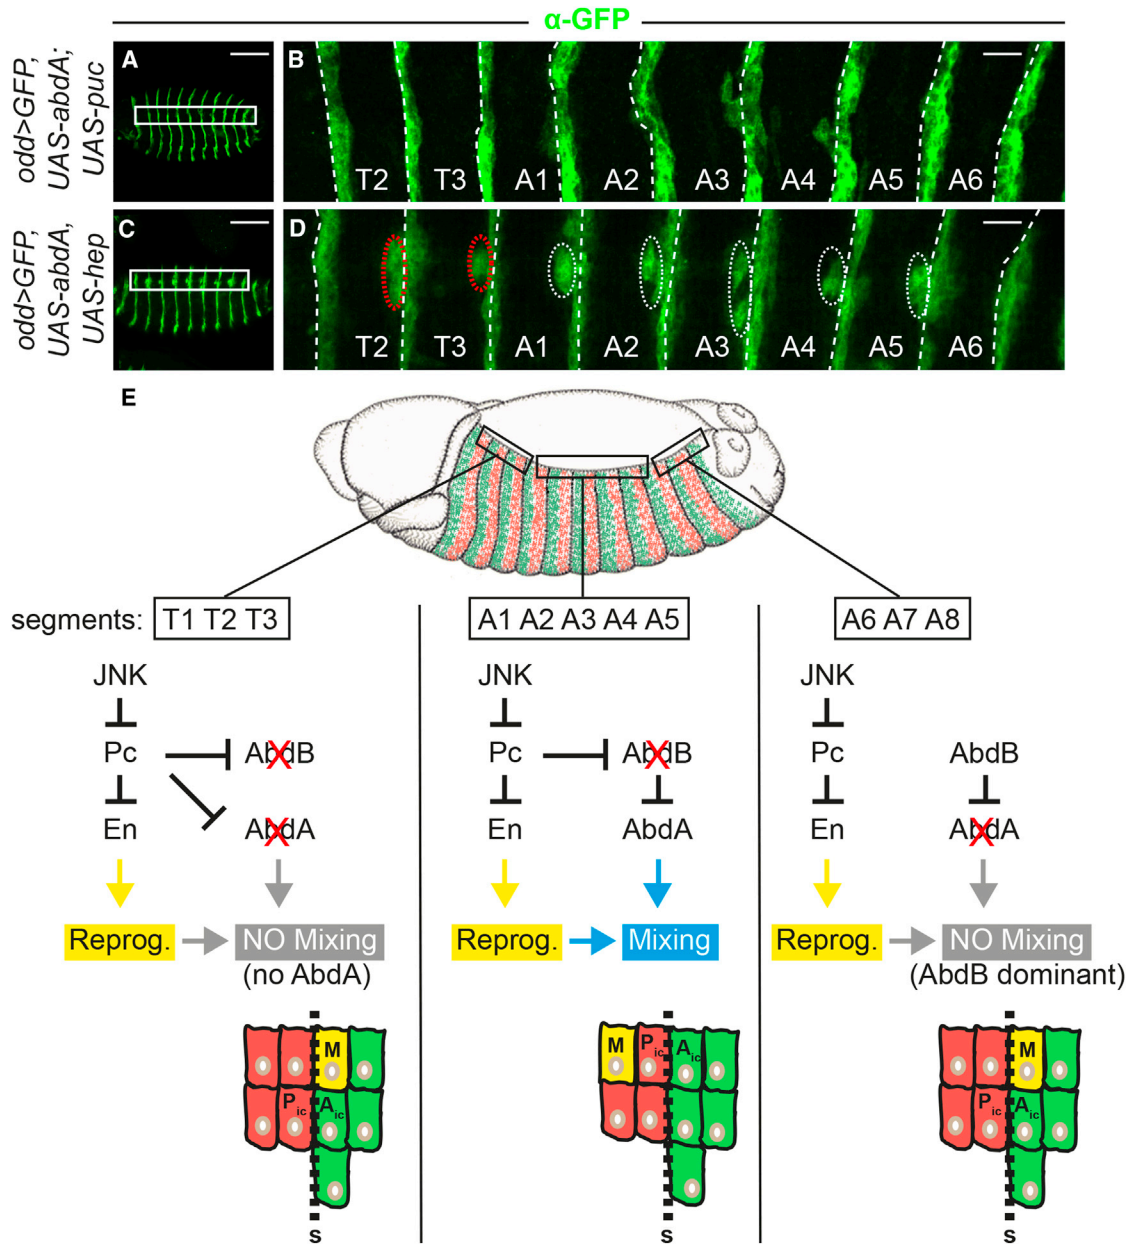 α-GFP
odd>GFP;
UAS-abdA;
UAS-puc
A
B
T2 T3 A1 A2 A3 A4 A5 A6
odd>GFP,
UAS-abdA,
UAS-hep
C
D
T2 T3 A1 A2 A3 A4 A5 A6
E
segments: T1 T2 T3
A1 A2 A3 A4 A5
A6 A7 A8
JNK
Pc AbdB
En AbdA
Reprog. NO Mixing
(no AbdA)
M
Pic Aic
s
JNK
Pc AbdB
En AbdA
Reprog. Mixing
M Pic Aic
s
JNK
Pc AbdB
En AbdA
Reprog. NO Mixing
(AbdB dominant)
M
Pic Aic
s